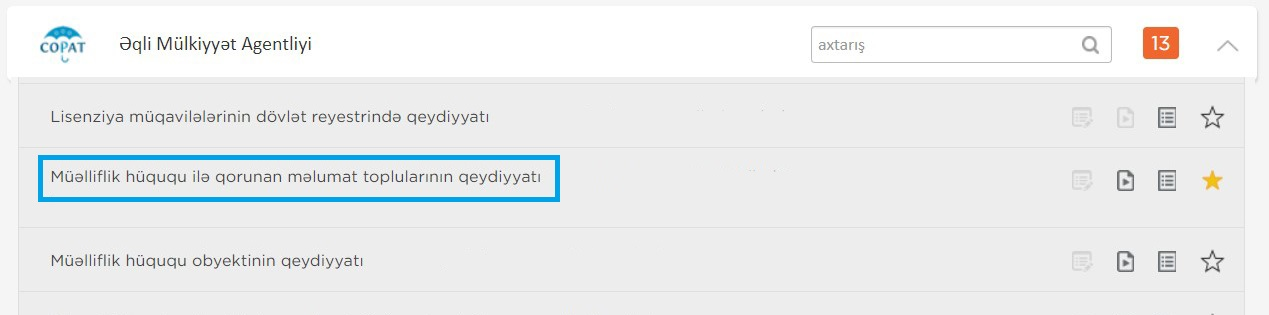 COPAT
Əqli Mülkiyyət Agentliyi
axtarış
13
Lisenziya müqavilələrinin dövlət reyestrində qeydiyyatı
Müəlliflik hüququ ilə qorunan məlumat toplularının qeydiyyatı
Müəlliflik hüququ obyektinin qeydiyyatı